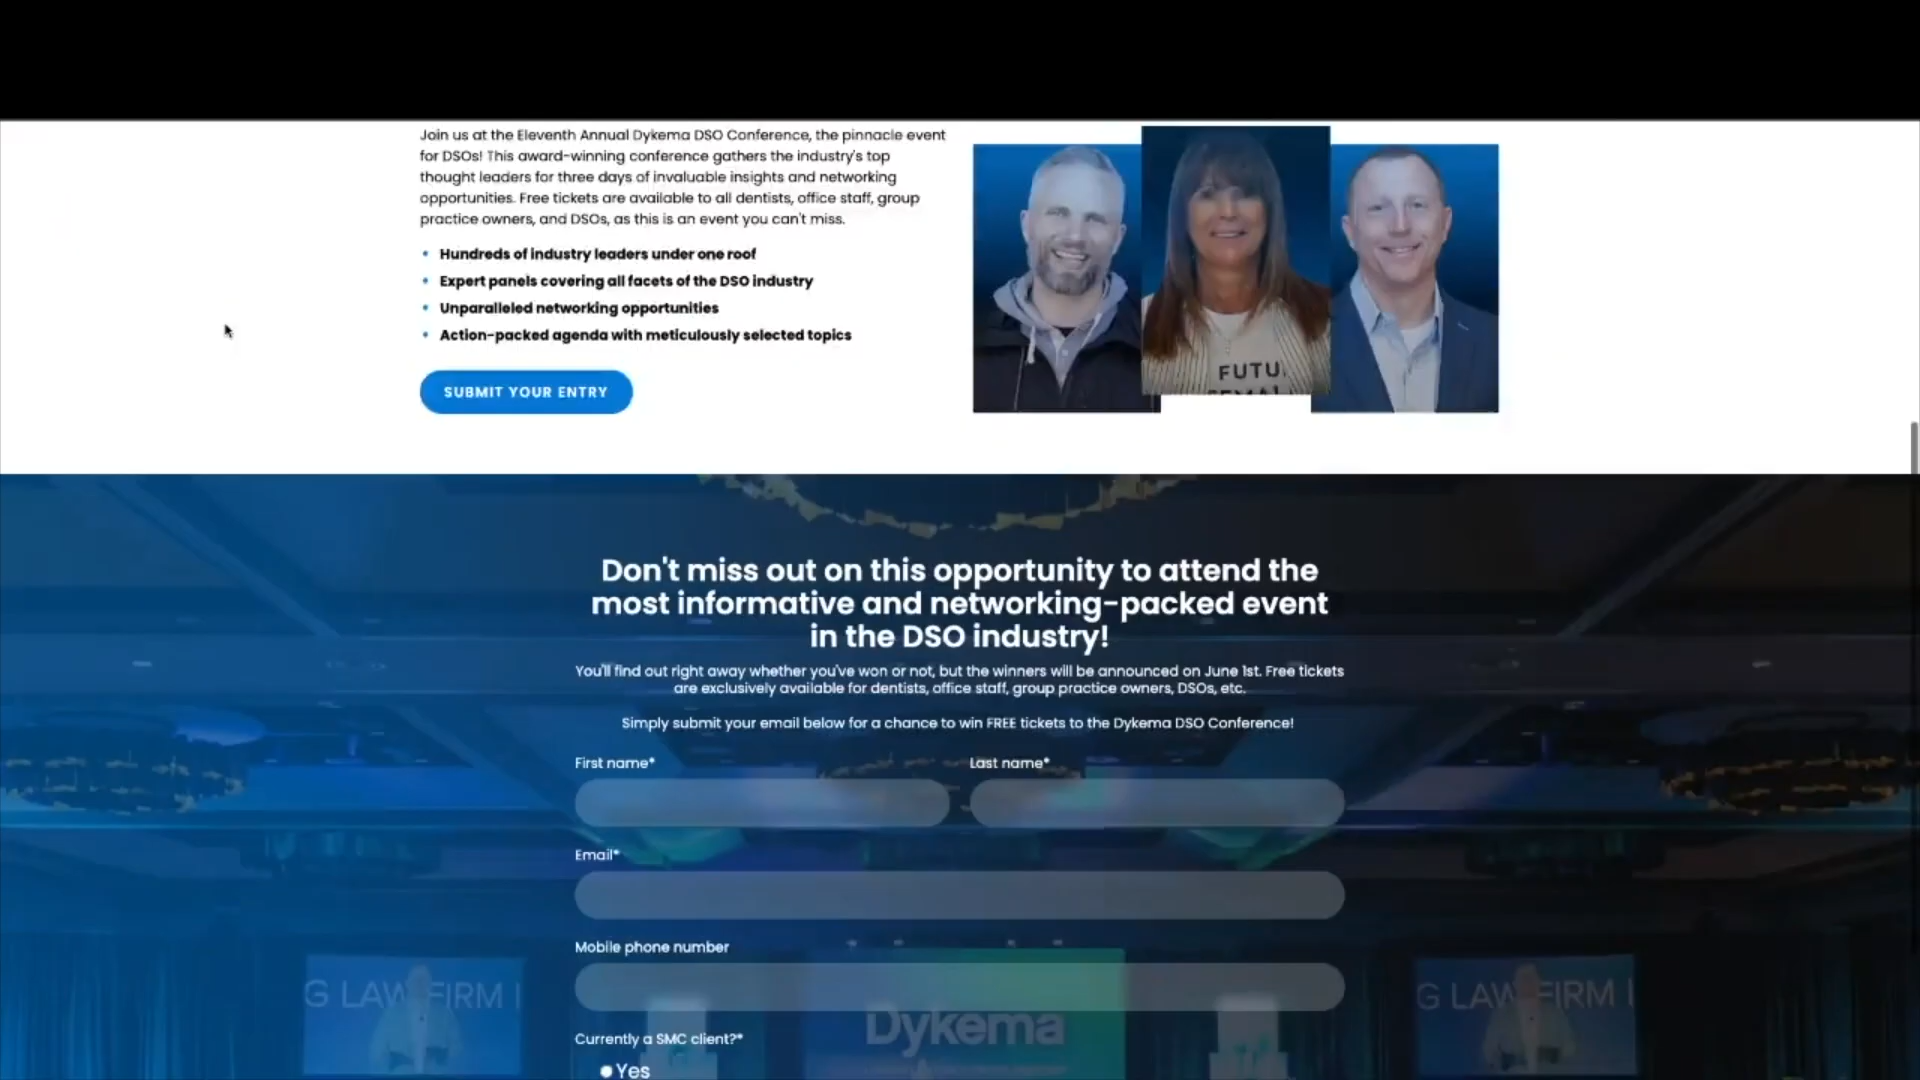 Join us at the Eleventh Annual Dykema DSO Conference, the pinnacle event
for DSOs! This award-winning conference gathers the industry's top
thought leaders for three days of invaluable insights and networking
opportunities. Free tickets are available to all dentists, office staff, group
practice owners, and DSOs, as this is an event you can't miss.
• Hundreds of industry leaders under one roof
• Expert panels covering all facets of the DSO industry
• Unparalleled networking opportunities
• Action-packed agenda with meticulously selected topics
SUBMIT YOUR ENTRY
FUTU
Don't miss out on this opportunity to attend the
most informative and networking-packed event
in the DSO industry!
You'll find out right away whether you've won or not, but the winners will be announced on June 1st. Free tickets
are exclusively available for dentists, office staff, group practice owners, DSOs, etc.
Simply submit your email below for a chance to win FREE tickets to the Dykema DSO Conference!
First name*
Last name*
Email*
Mobile phone number
G LAW FIRM
Dykema
G LAW FIRM
Currently a SMC client?*
Yes